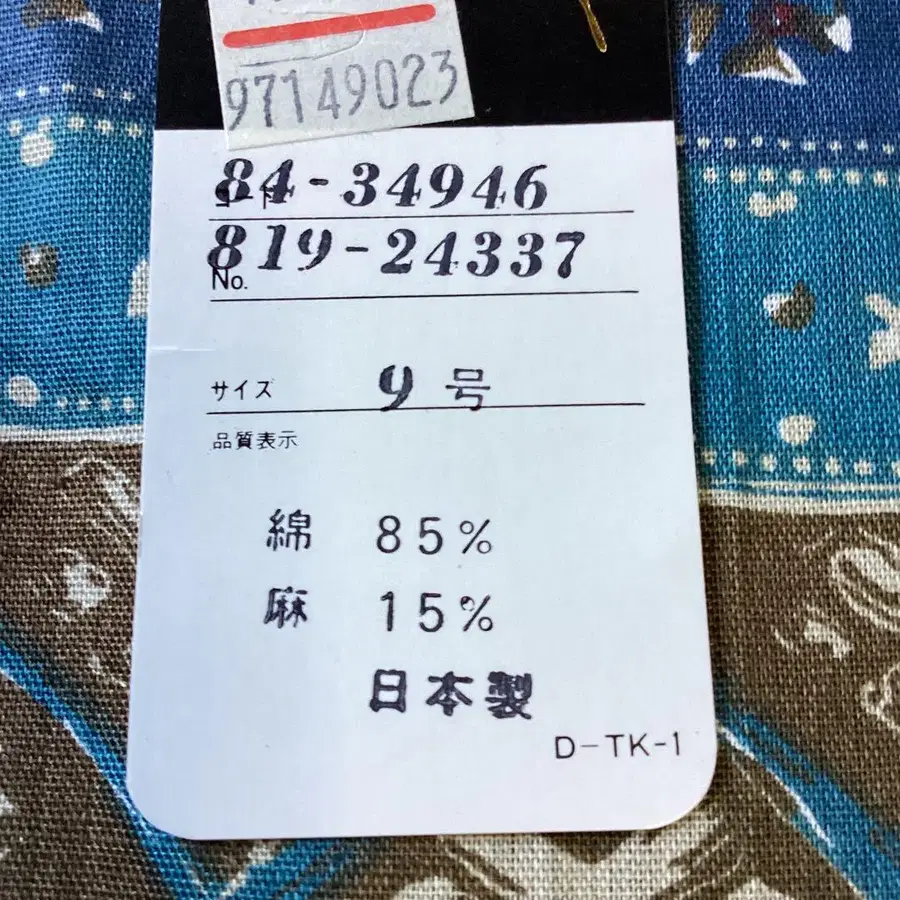 97149023
84-34946
819-24337
No.
サイズ 9号
品質表示
綿 85%
麻 15%
日本製
D-TK-1